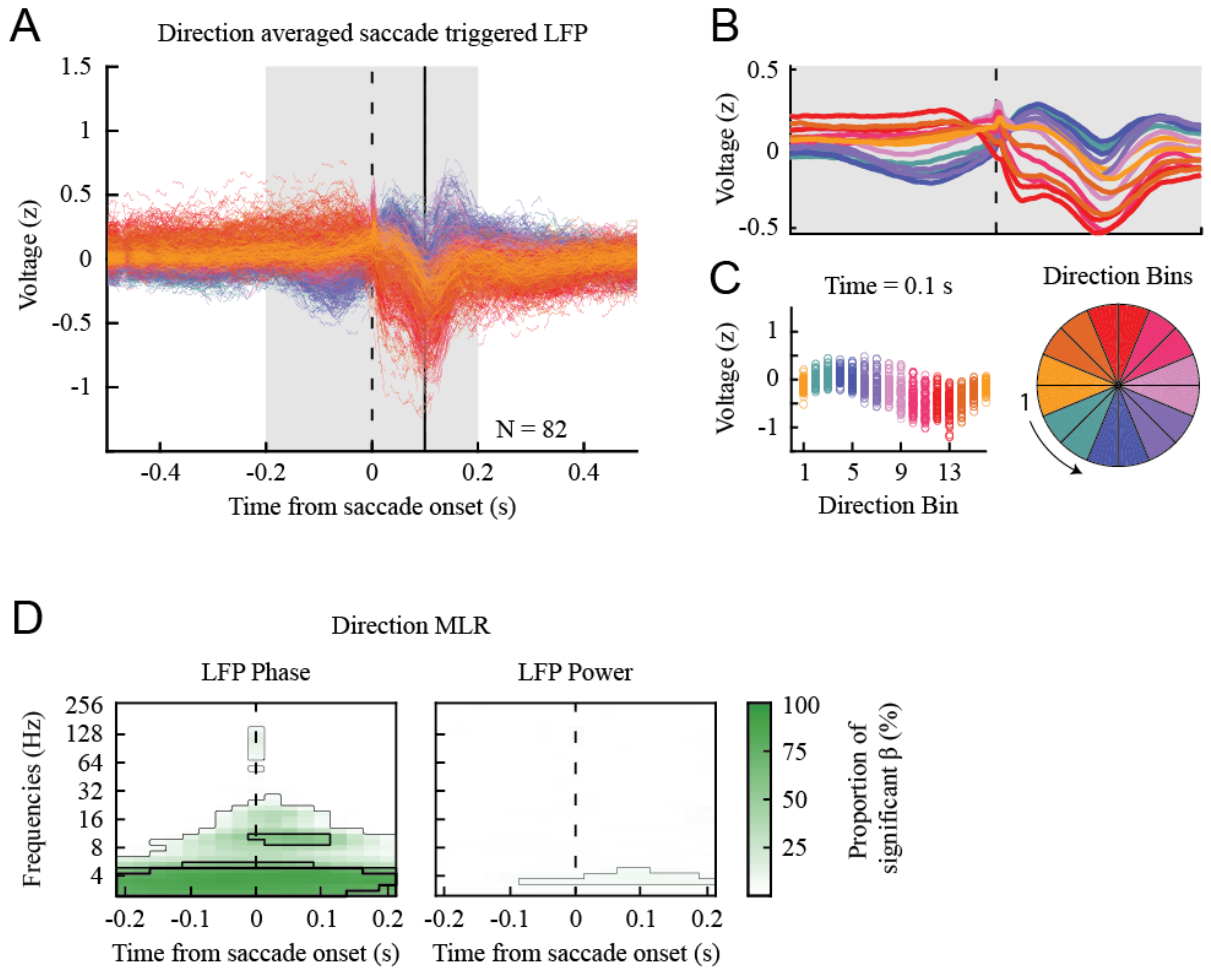 A
Direction averaged saccade triggered LFP
1.5
1
0.5
0
-0.5
-1
Voltage (z)
N = 82
-0.4
-0.2
0
0.2
0.4
Time from saccade onset (s)
B
0.5
0
-0.5
Voltage (z)
C
Time = 0.1 s
1
0
-1
Voltage (z)
1
5
9
13
Direction Bin
Direction Bins
1
D
Direction MLR
LFP Phase
256
128
64
32
16
8
4
Frequencies (Hz)
-0.2
-0.1
0
0.1
0.2
Time from saccade onset (s)
LFP Power
-0.2
-0.1
0
0.1
0.2
Time from saccade onset (s)
100
75
50
25
Proportion of
significant β (%)